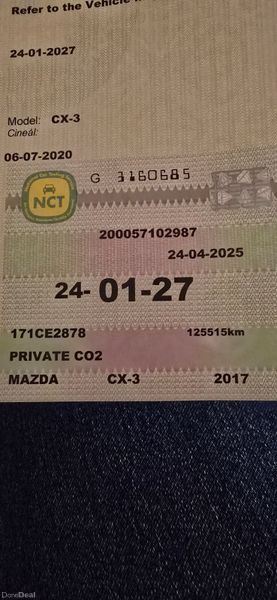 Refer to the Vehicle
24-01-2027
Model: CX-3
Cineál:
06-07-2020
G 3160685
NCT
200057102987
24-04-2025
24-01-27
171CE2878 125515km
PRIVATE CO2
MAZDA CX-3 2017
DoneDeal